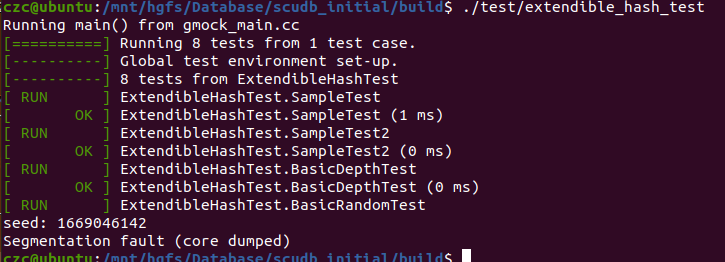 czc@ubuntu:/mnt/hgfs/Database/scudb_initial/build$ ./test/extendible_hash_test
Running main() from gmock_main.cc
[==========] Running 8 tests from 1 test case.
[----------] Global test environment set-up.
[----------] 8 tests from ExtendibleHashTest
[ RUN      ] ExtendibleHashTest.SampleTest
[       OK ] ExtendibleHashTest.SampleTest (1 ms)
[ RUN      ] ExtendibleHashTest.SampleTest2
[       OK ] ExtendibleHashTest.SampleTest2 (0 ms)
[ RUN      ] ExtendibleHashTest.BasicDepthTest
[       OK ] ExtendibleHashTest.BasicDepthTest (0 ms)
[ RUN      ] ExtendibleHashTest.BasicRandomTest
seed: 1669046142
Segmentation fault (core dumped)
czc@ubuntu:/mnt/hgfs/Database/scudb_initial/build$